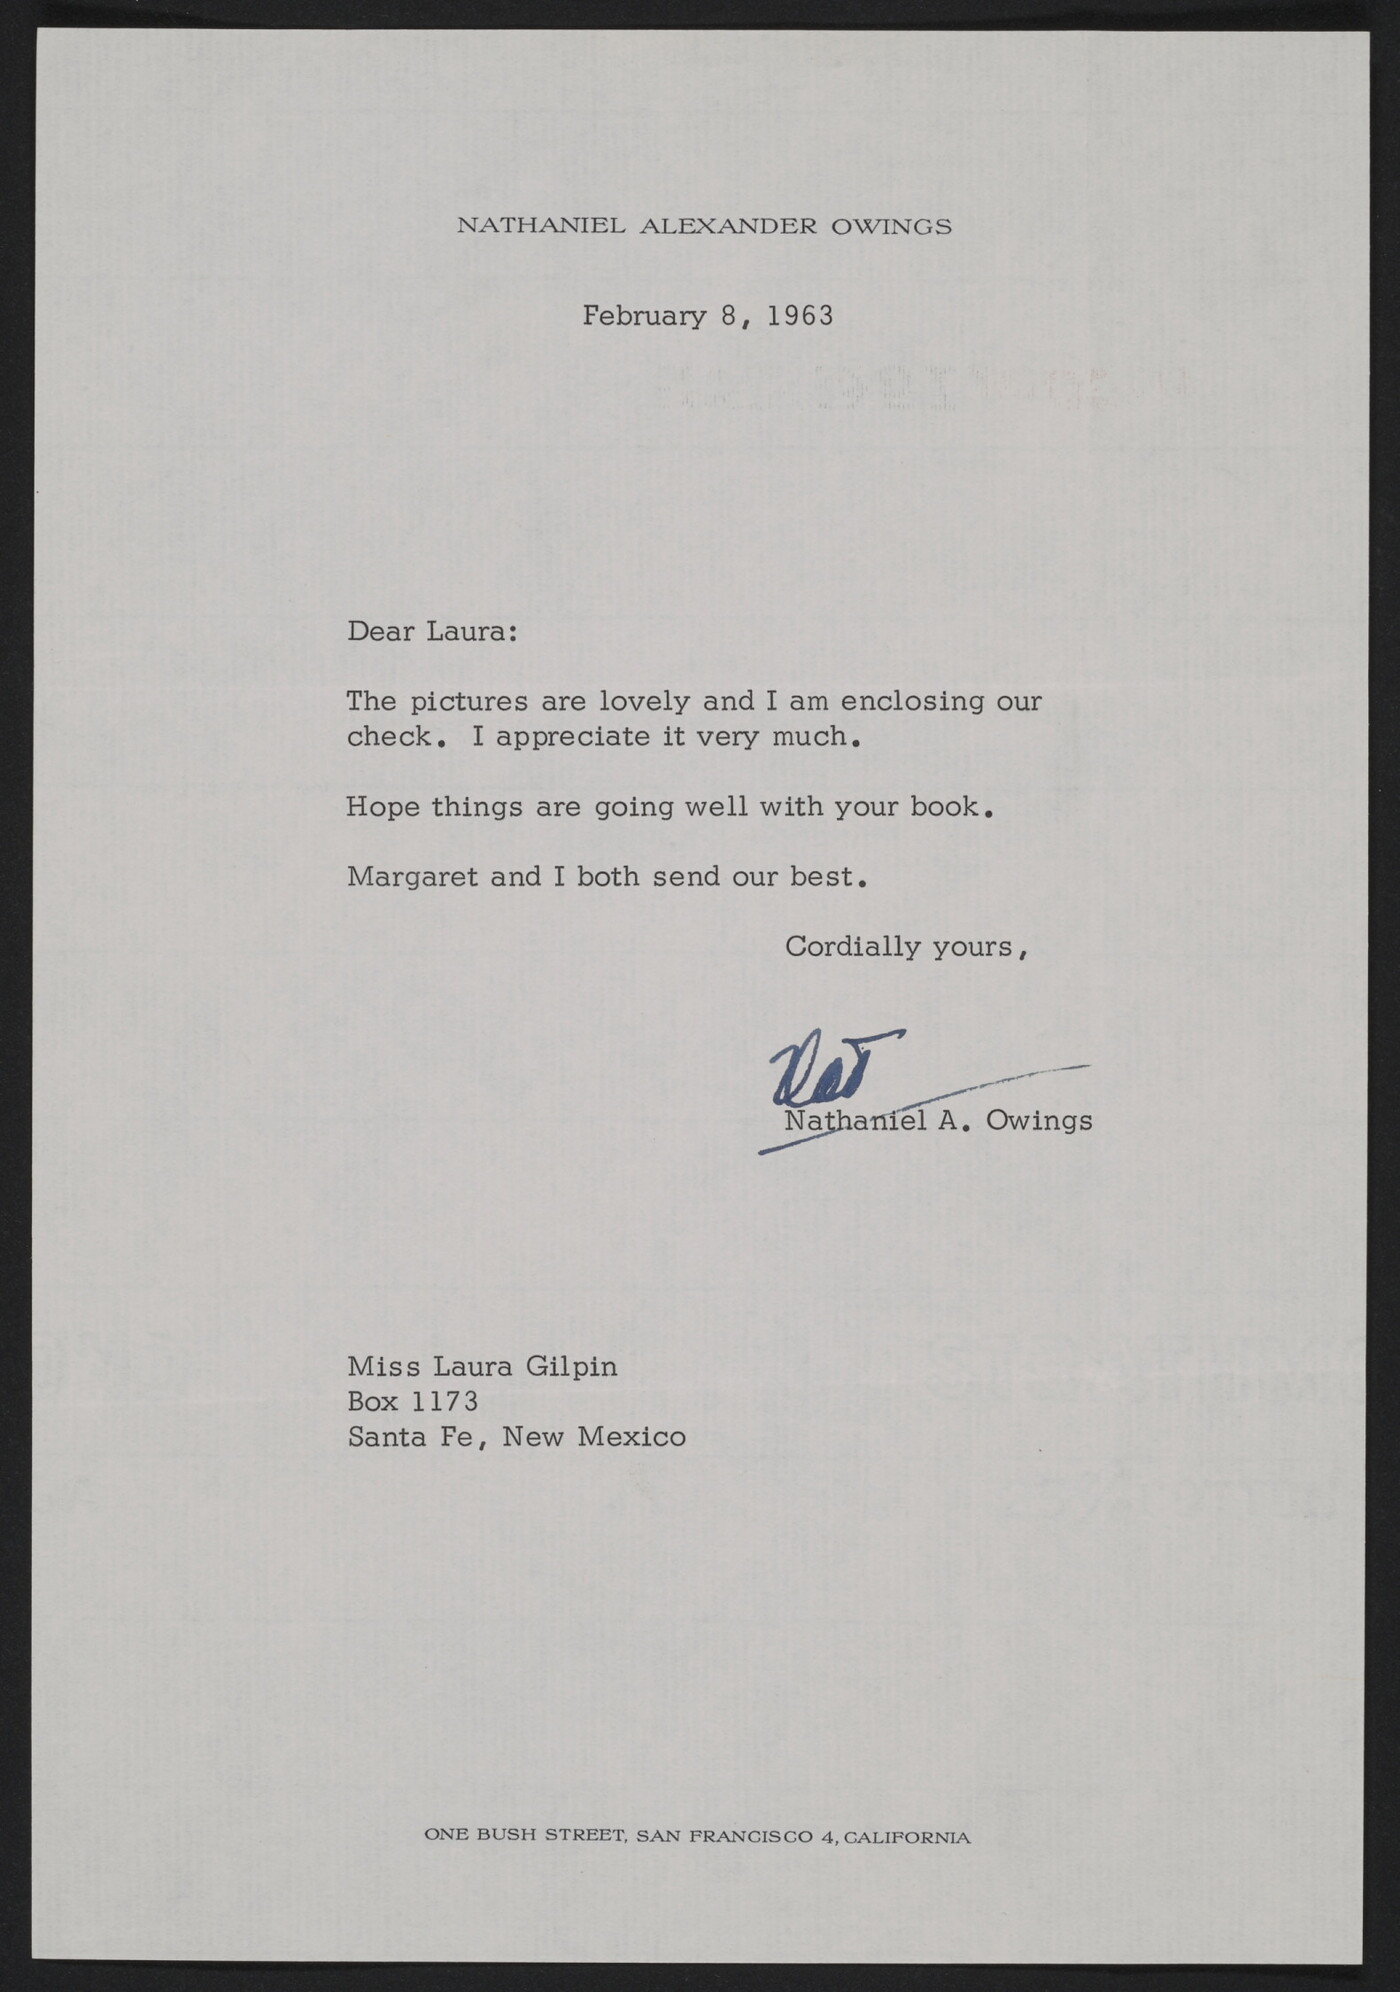 NATHANIEL ALEXANDER OWINGS
February 8, 1963
Dear Laura:
The pictures are lovely and I am enclosing our
check. I appreciate it very much.
Hope things are going well with your book.
Margaret and I both send our best.
Cordially yours,
Nat
Nathaniel A. Owings
Miss Laura Gilpin
Box 1173
Santa Fe, New Mexico
ONE BUSH STREET, SAN FRANCISCO 4, CALIFORNIA